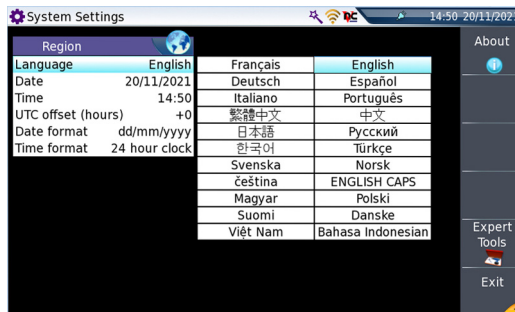 System Settings
14:50 20/11/202
Region
Language English
Date 20/11/2021
Time 14:50
UTC offset (hours) +0
Date format dd/mm/yyyy
Time format 24 hour clock
Français English
Deutsch Español
Italiano Português
繁體中文 中文
日本語 Русский
한국어 Türkçe
Svenska Norsk
čeština ENGLISH CAPS
Magyar Polski
Suomi Danske
Việt Nam Bahasa Indonesian
About
Expert
Tools
Exit